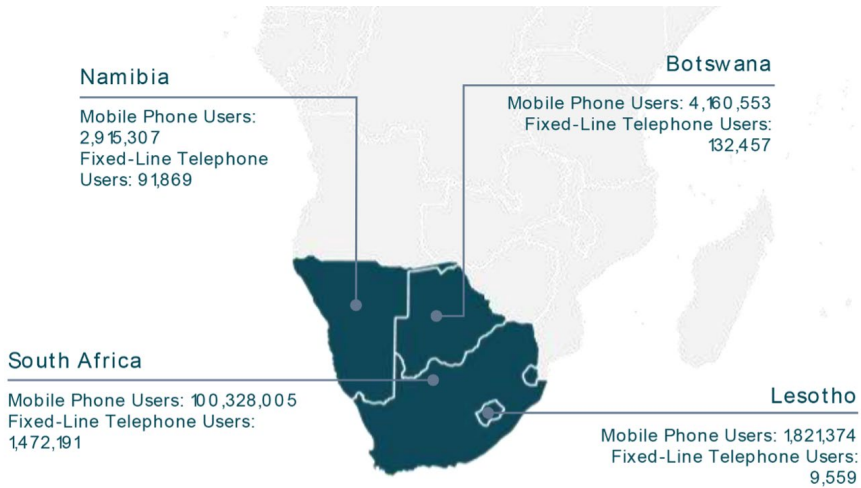 Namibia
Mobile Phone Users:
2,915,307
Fixed-Line Telephone
Users: 91,869
Botswana
Mobile Phone Users: 4,160,553
Fixed-Line Telephone Users:
132,457
South Africa
Mobile Phone Users: 100,328,005
Fixed-Line Telephone Users:
1,472,191
Lesotho
Mobile Phone Users: 1,821,374
Fixed-Line Telephone Users:
9,559